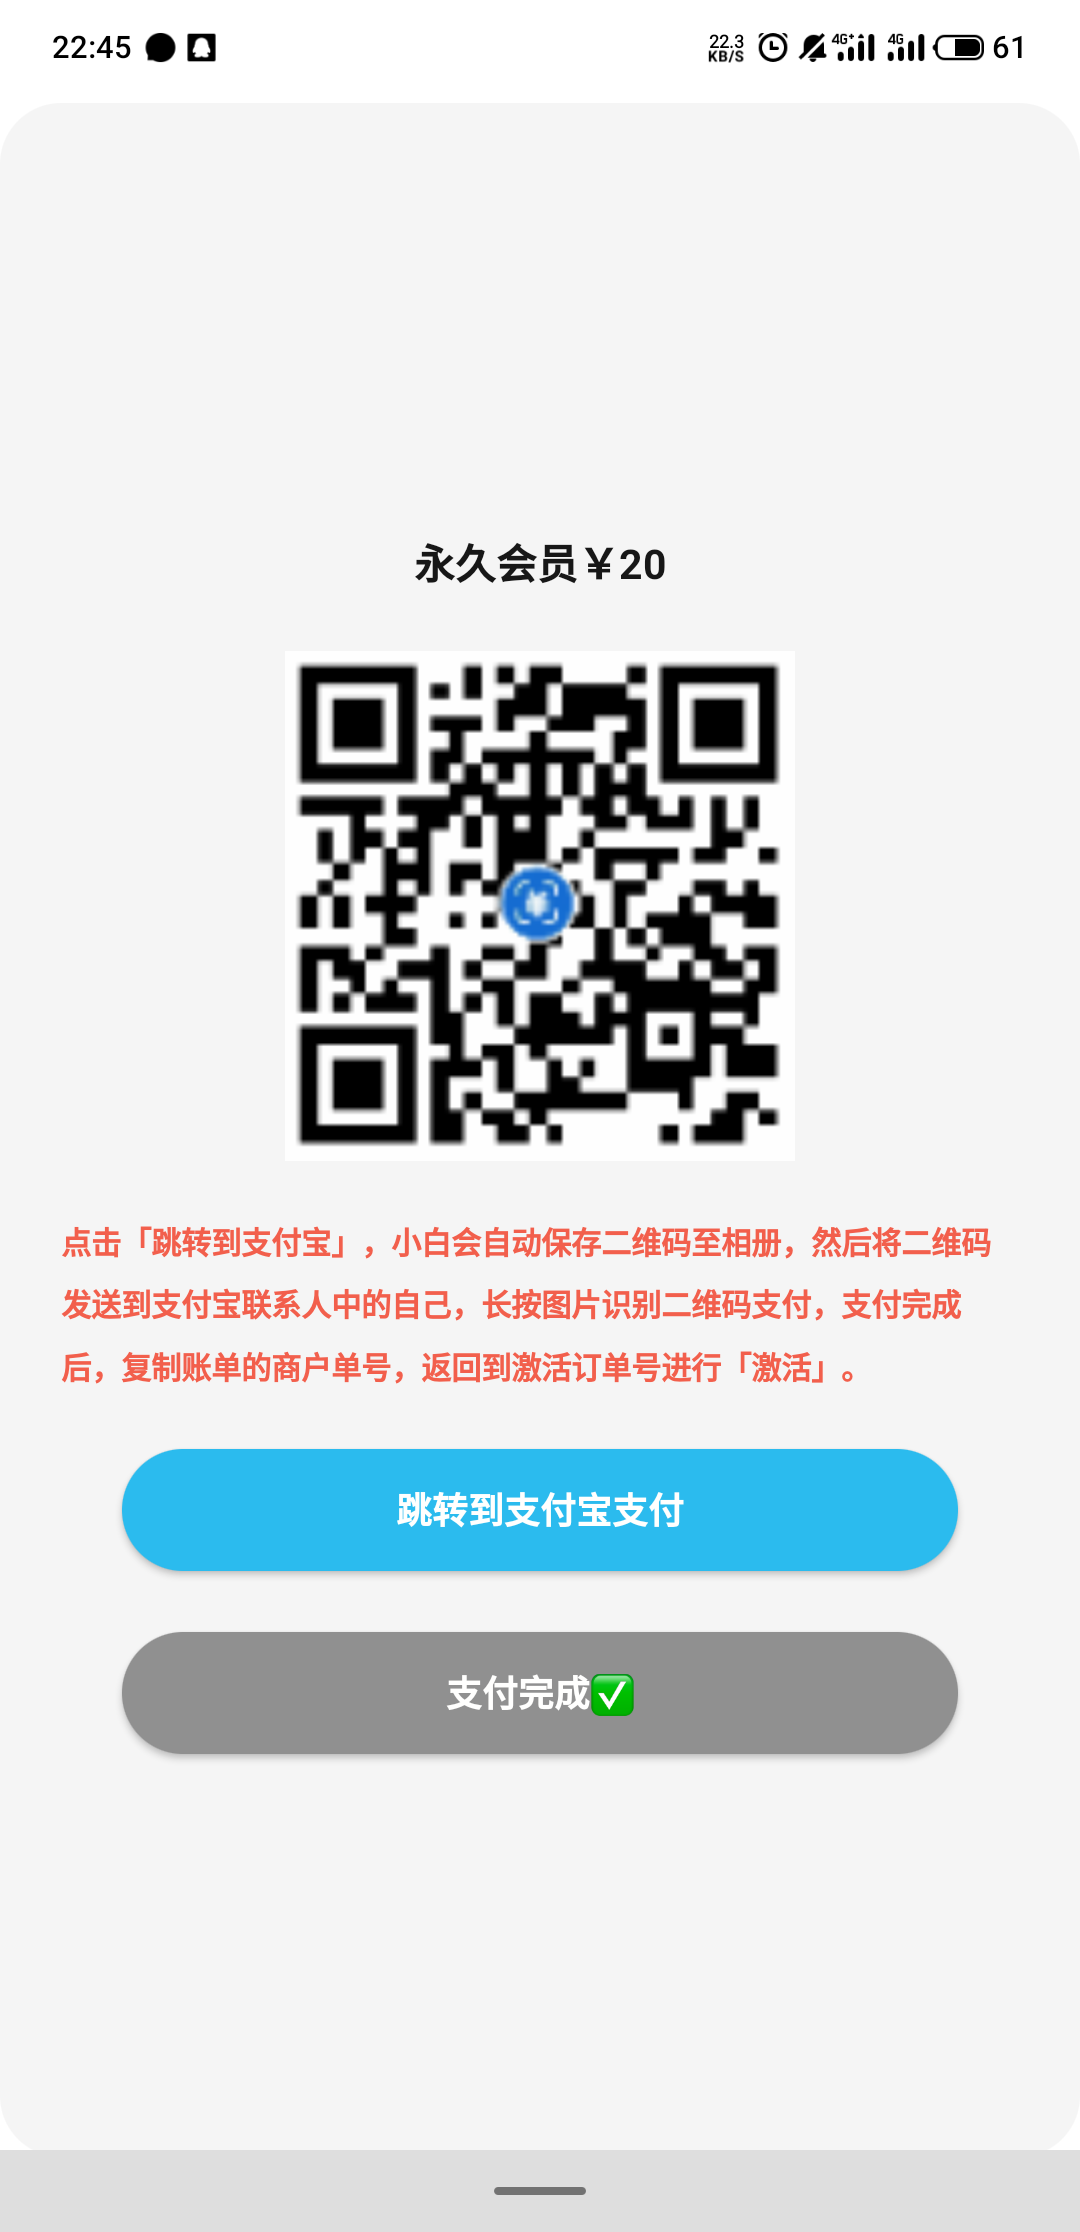 22:45
22.3
KB/S
4G+
4G
61
永久会员￥20
点击「跳转到支付宝」，小白会自动保存二维码至相册，然后将二维码
发送到支付宝联系人中的自己，长按图片识别二维码支付，支付完成
后，复制账单的商户单号，返回到激活订单号进行「激活」。
跳转到支付宝支付
支付完成✅